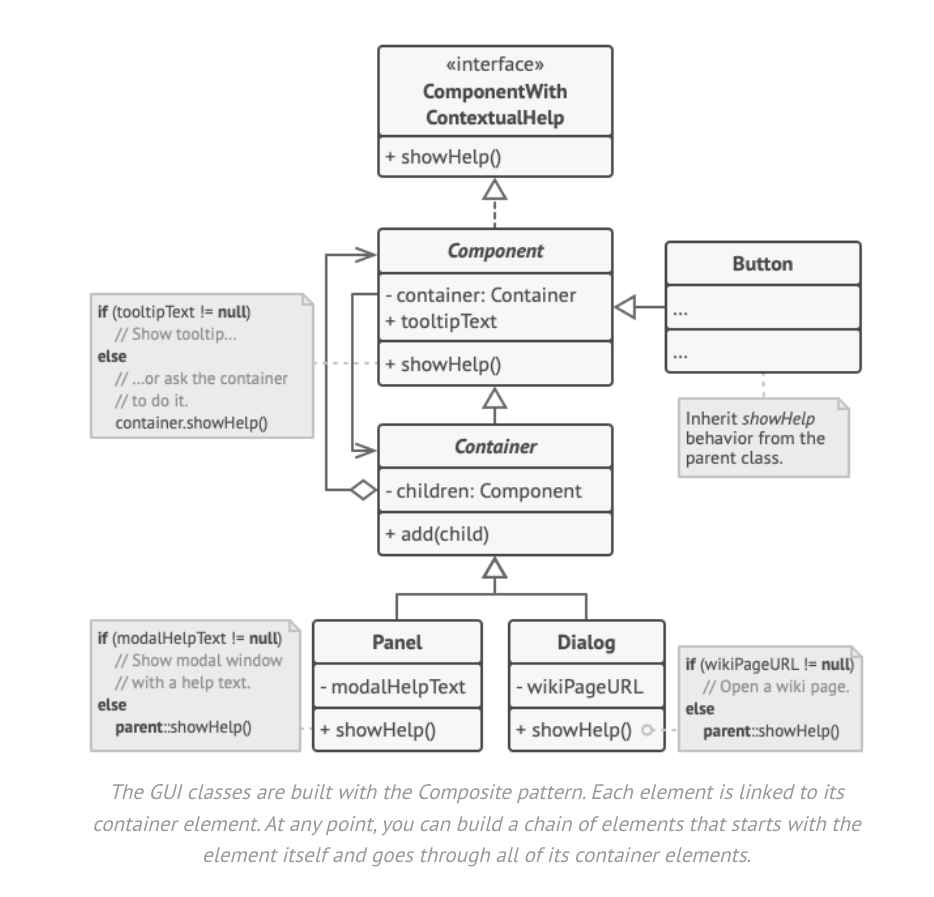 «interface»
ComponentWith
ContextualHelp
+ showHelp()
Component
- container: Container
+ tooltipText
+ showHelp()
Button
...
...
if (tooltipText != null)
// Show tooltip...
else
// ...or ask the container
// to do it.
container.showHelp()
Inherit showHelp
behavior from the
parent class.
Container
- children: Component
+ add(child)
if (modalHelpText != null)
// Show modal window
// with a help text.
else
parent::showHelp()
Panel
- modalHelpText
+ showHelp()
Dialog
- wikiPageURL
+ showHelp()
if (wikiPageURL != null)
// Open a wiki page.
else
parent::showHelp()
The GUI classes are built with the Composite pattern. Each element is linked to its
container element. At any point, you can build a chain of elements that starts with the
element itself and goes through all of its container elements.